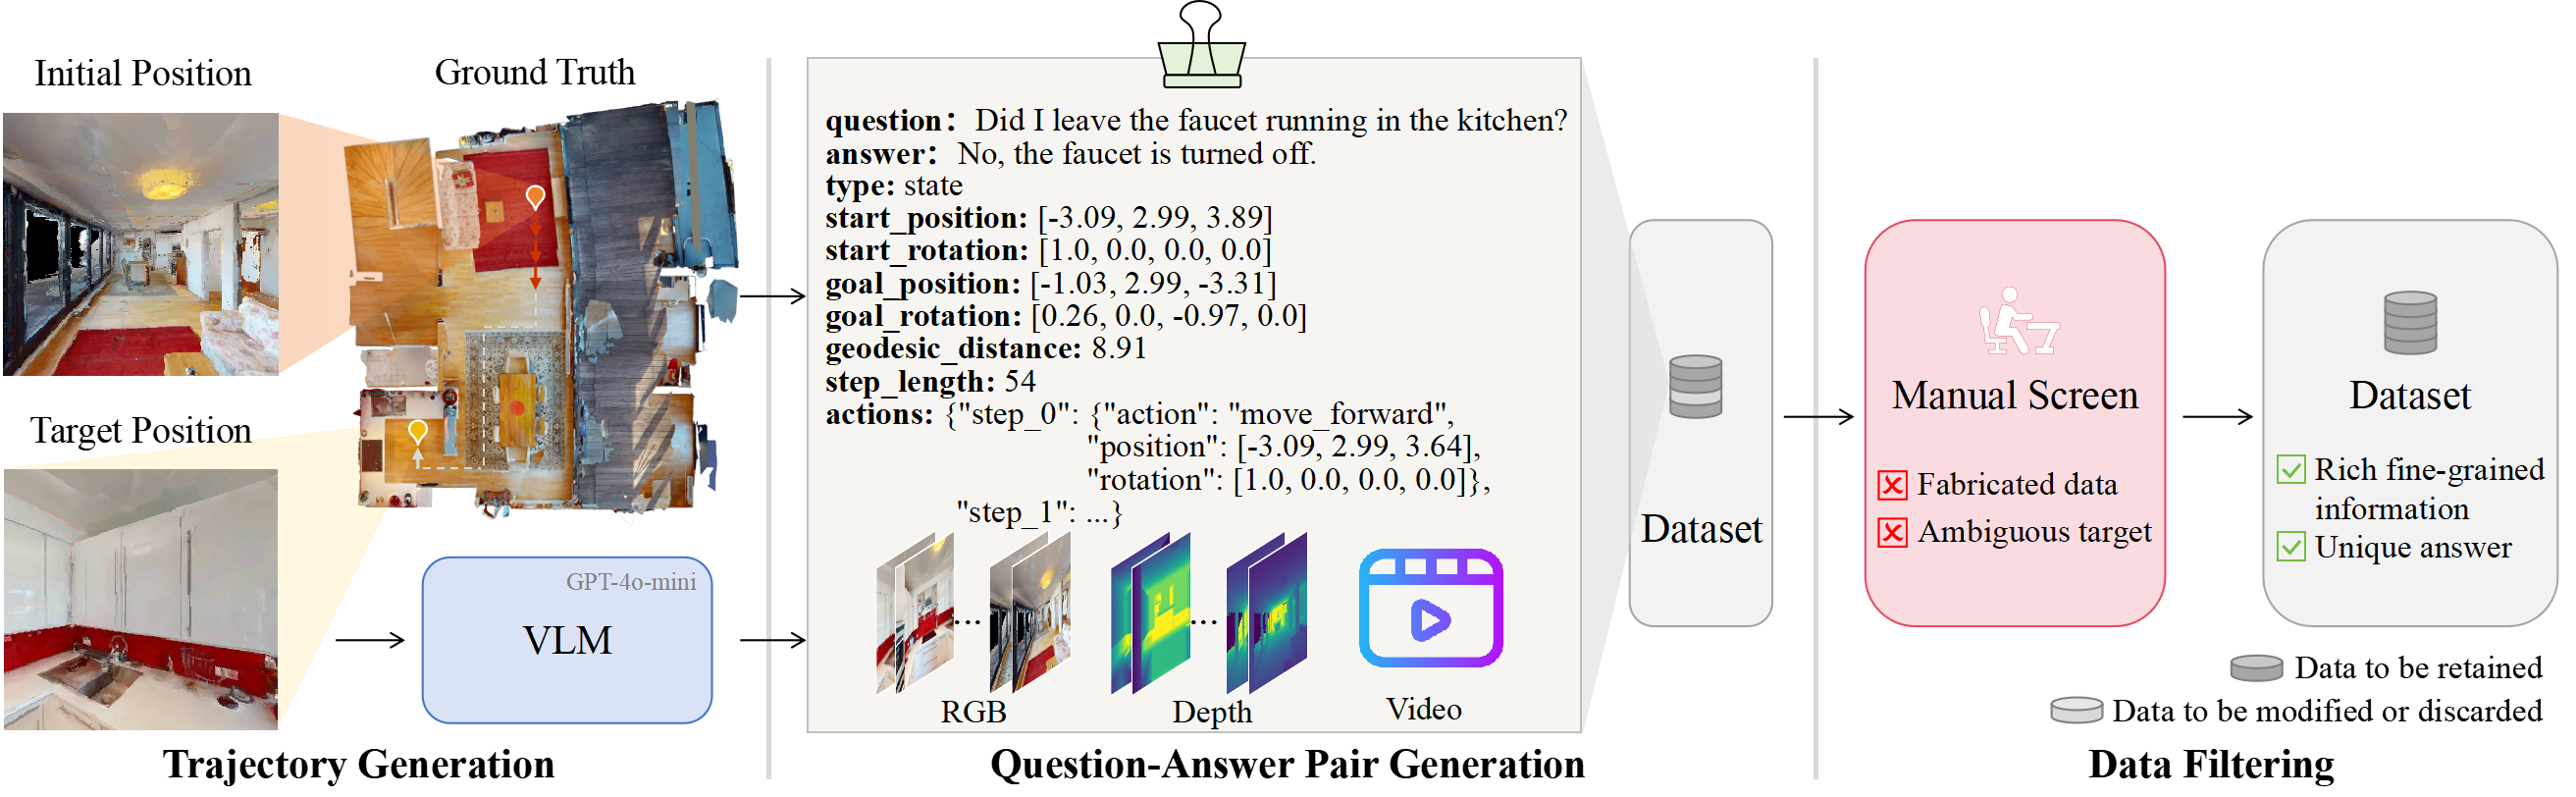 Initial Position
Ground Truth
Target Position
GPT-4o-mini
VLM
Trajectory Generation
question: Did I leave the faucet running in the kitchen?
answer: No, the faucet is turned off.
type: state
start_position: [-3.09, 2.99, 3.89]
start_rotation: [1.0, 0.0, 0.0, 0.0]
goal_position: [-1.03, 2.99, -3.31]
goal_rotation: [0.26, 0.0, -0.97, 0.0]
geodesic_distance: 8.91
step_length: 54
actions: {"step_0": {"action": "move_forward",
"position": [-3.09, 2.99, 3.64],
"rotation": [1.0, 0.0, 0.0, 0.0]},
"step_1": ...}
...
...
RGB
Depth
Video
Question-Answer Pair Generation
Dataset
Manual Screen
Fabricated data
Ambiguous target
Dataset
Rich fine-grained
information
Unique answer
Data to be retained
Data to be modified or discarded
Data Filtering